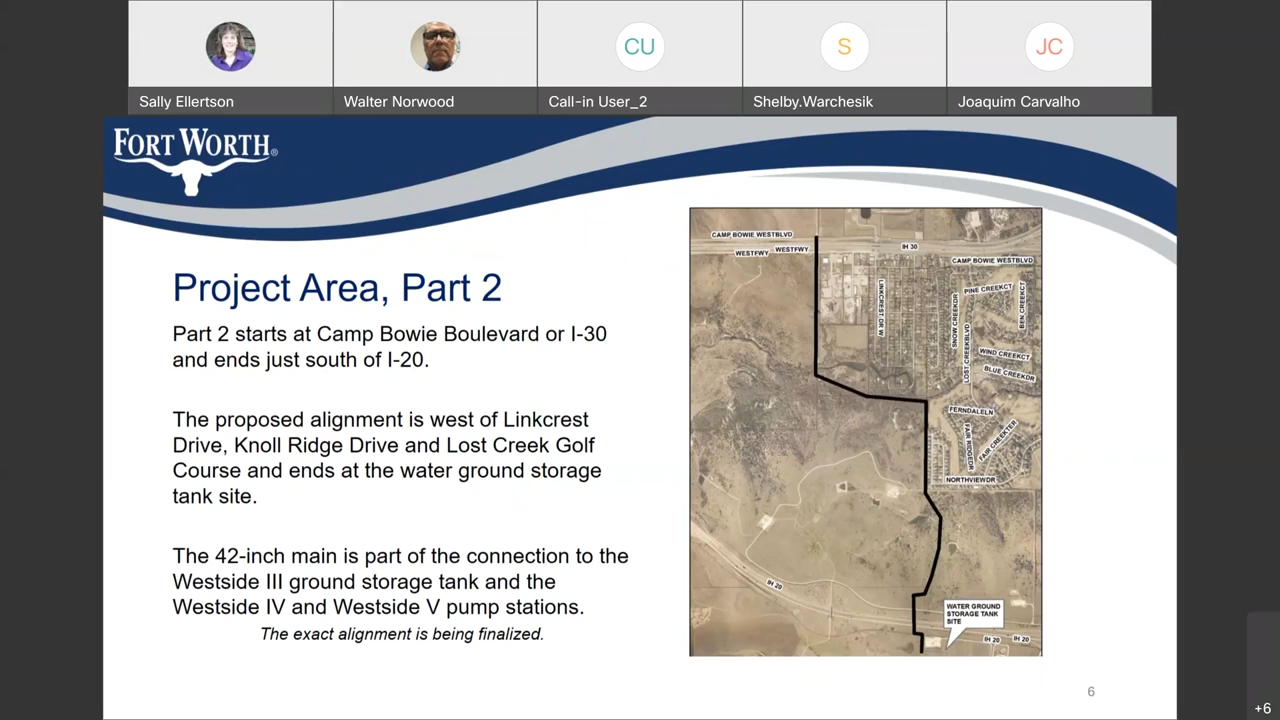 Sally Ellertson
Walter Norwood
CU
Call-in User_2
S
Shelby.Warchesik
JC
Joaquim Carvalho
FORT WORTH®
Project Area, Part 2
Part 2 starts at Camp Bowie Boulevard or I-30
and ends just south of I-20.
The proposed alignment is west of Linkcrest
Drive, Knoll Ridge Drive and Lost Creek Golf
Course and ends at the water ground storage
tank site.
The 42-inch main is part of the connection to the
Westside III ground storage tank and the
Westside IV and Westside V pump stations.
The exact alignment is being finalized.
CAMP BOWIE WESTBLVD
WESTFWY
WESTFWY
IH 30
CAMP BOWIE WESTBLVD
LINKCREST DR W
SNOW CREEKDR
LOST CREEKBLVD
PINE CREEKCT
BEN CREEKCT
WIND CREEKCT
BLUE CREEKDR
FERNDALELN
FAIR RIDGEDR
FAIR CREEKTER
NORTHVIEWDR
IH 20
WATER GROUND
STORAGE TANK
SITE
IH 20
IH 20
6
+6